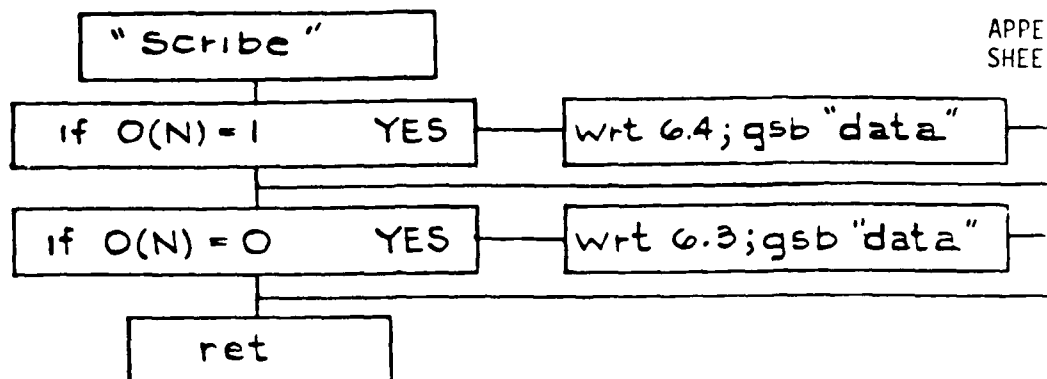 "Scribe"
APPE
SHEE
if O(N) = 1 YES
wrt 6.4; gsb "data"
if O(N) = 0 YES
wrt 6.3; gsb "data"
ret